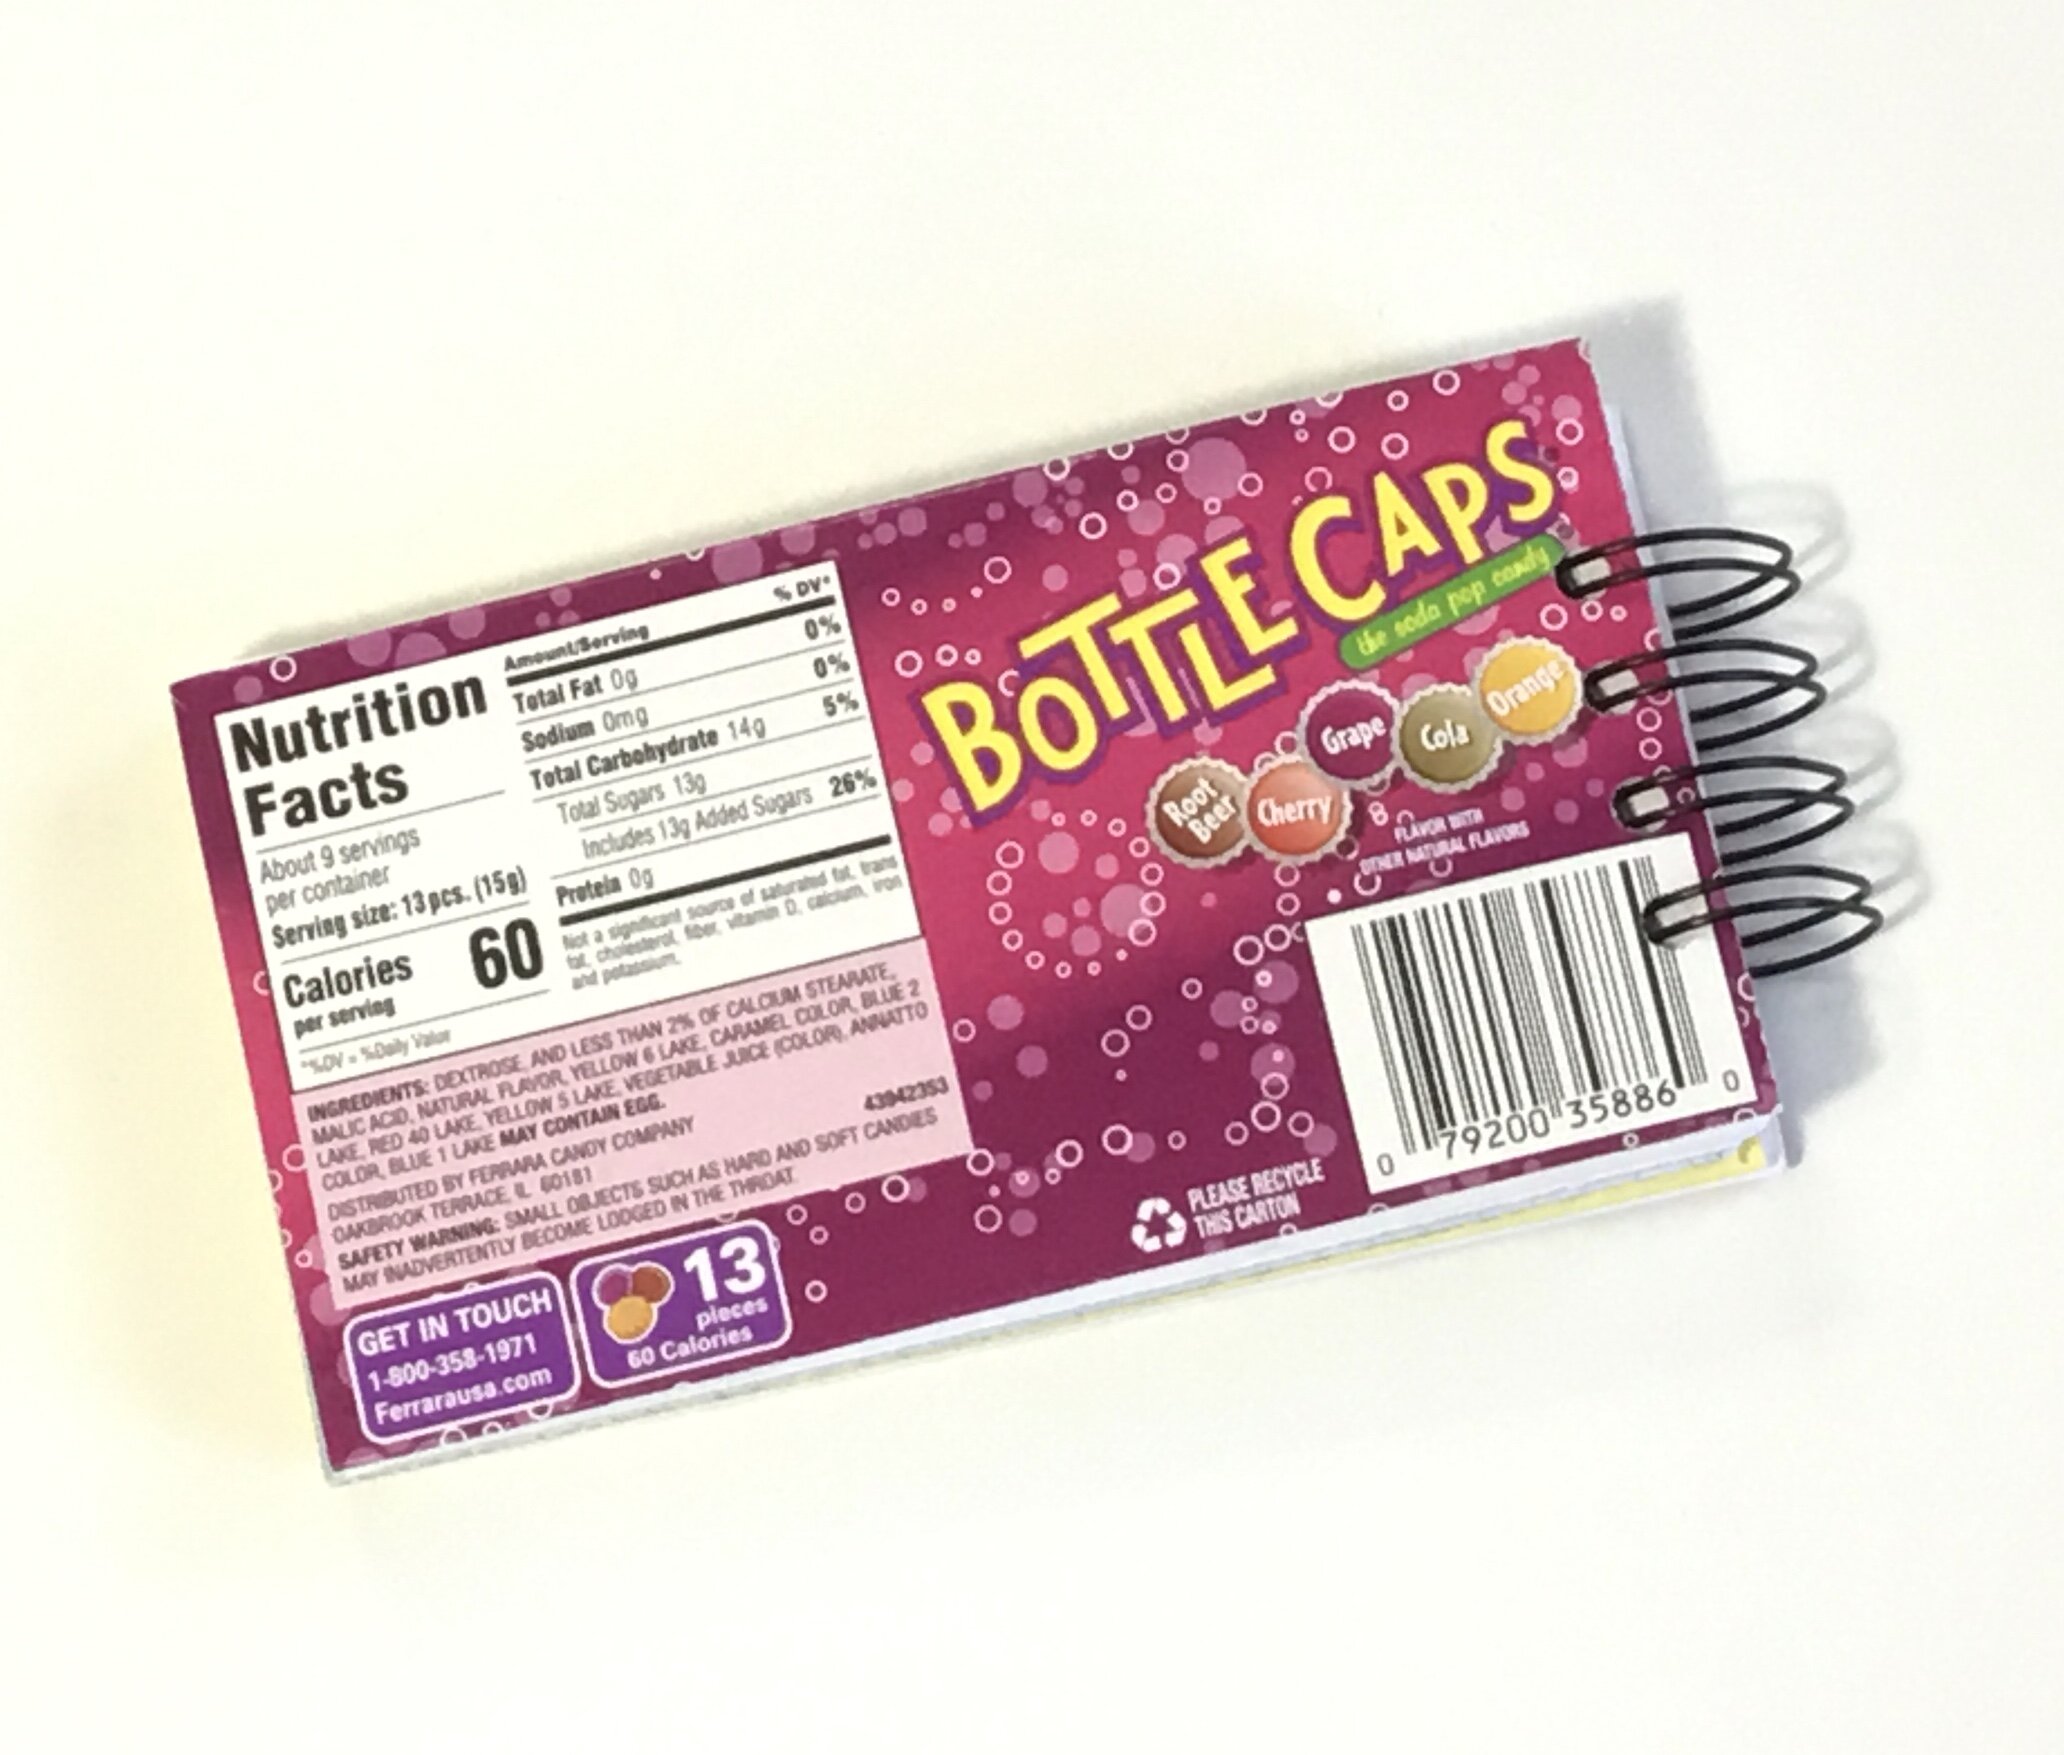 Nutrition
Facts
About 9 servings
per container
Serving size: 13 pcs. (15g)
Calories 60
per serving
*%DV = %Daily Value
Amount/Serving % DV*
Total Fat 0g 0%
Sodium 0mg 0%
Total Carbohydrate 14g 5%
Total Sugars 13g
Includes 13g Added Sugars 26%
Protein 0g
Not a significant source of saturated fat, trans
fat, cholesterol, fiber, vitamin D, calcium, iron
and potassium.
INGREDIENTS: DEXTROSE, AND LESS THAN 2% OF CALCIUM STEARATE,
MALIC ACID, NATURAL FLAVOR, YELLOW 6 LAKE, CARAMEL COLOR, BLUE 2
LAKE, RED 40 LAKE, YELLOW 5 LAKE, VEGETABLE JUICE (COLOR), ANNATTO
COLOR, BLUE 1 LAKE MAY CONTAIN EGG.
43942353
DISTRIBUTED BY FERRARA CANDY COMPANY
OAKBROOK TERRACE, IL 60181
SAFETY WARNING: SMALL OBJECTS SUCH AS HARD AND SOFT CANDIES
MAY INADVERTENTLY BECOME LODGED IN THE THROAT.
GET IN TOUCH
1-800-358-1971
Ferrarausa.com
13
pieces
60 Calories
BOTTLE CAPS
the soda pop candy
Root
Beer
Cherry
Grape
Cola
Orange
FLAVOR WITH
OTHER NATURAL FLAVORS
PLEASE RECYCLE
THIS CARTON
0 79200 35886 0